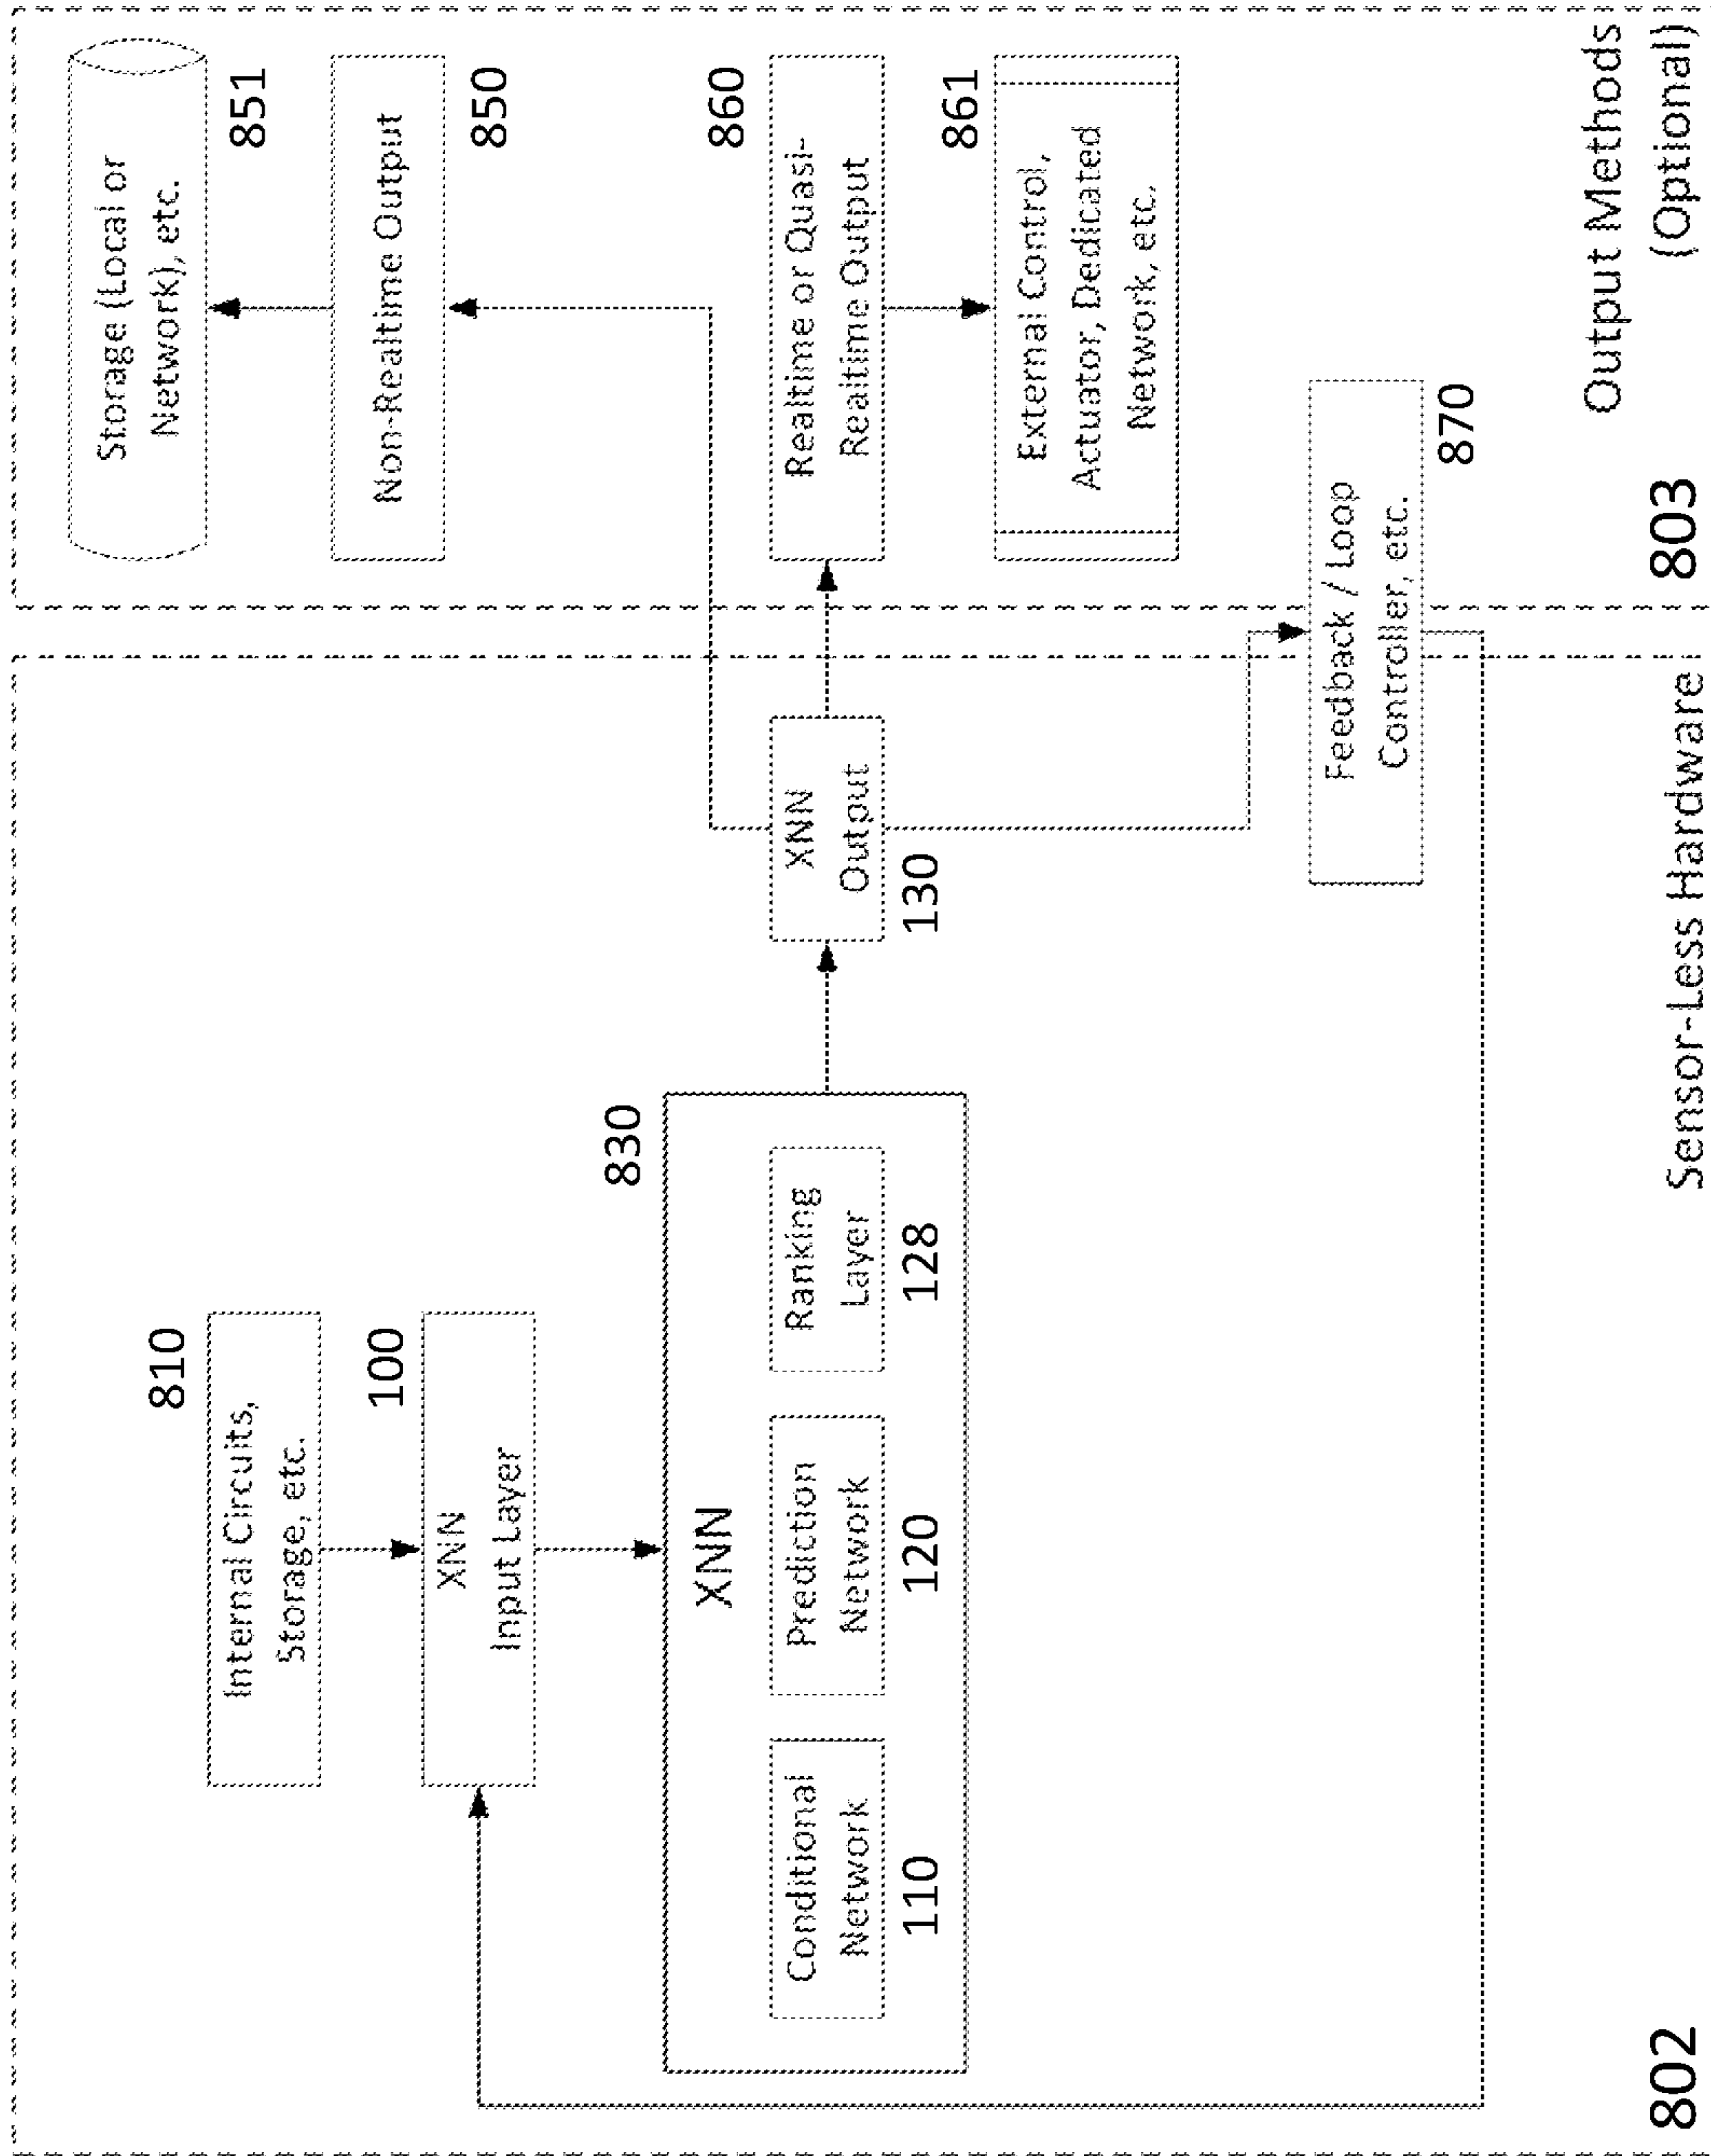 810
Internal Circuits,
Storage, etc.
100
XNN
Input Layer
830
XNN
Conditional
Network
110
Prediction
Network
120
Ranking
Layer
128
XNN
Output
130
Sensor-Less Hardware
802
Storage (Local or
Network), etc.
851
Non-Realtime Output
850
860
Realtime or Quasi-
Realtime Output
861
External Control,
Actuator, Dedicated
Network, etc.
Feedback / Loop
Controller, etc.
870
Output Methods
(Optional)
803